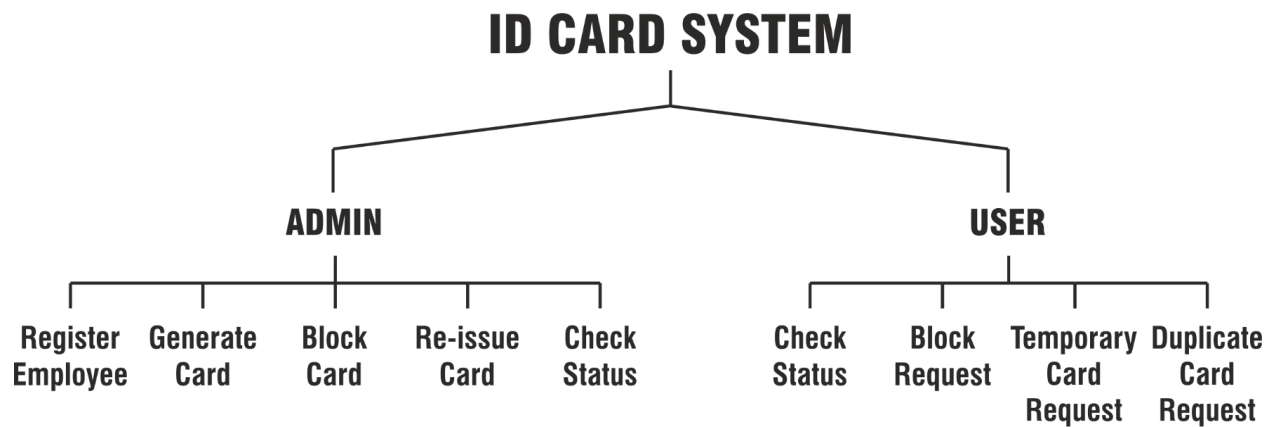 ID CARD SYSTEM
ADMIN
USER
Register
Employee
Generate
Card
Block
Card
Re-issue
Card
Check
Status
Check
Status
Block
Request
Temporary
Card
Request
Duplicate
Card
Request